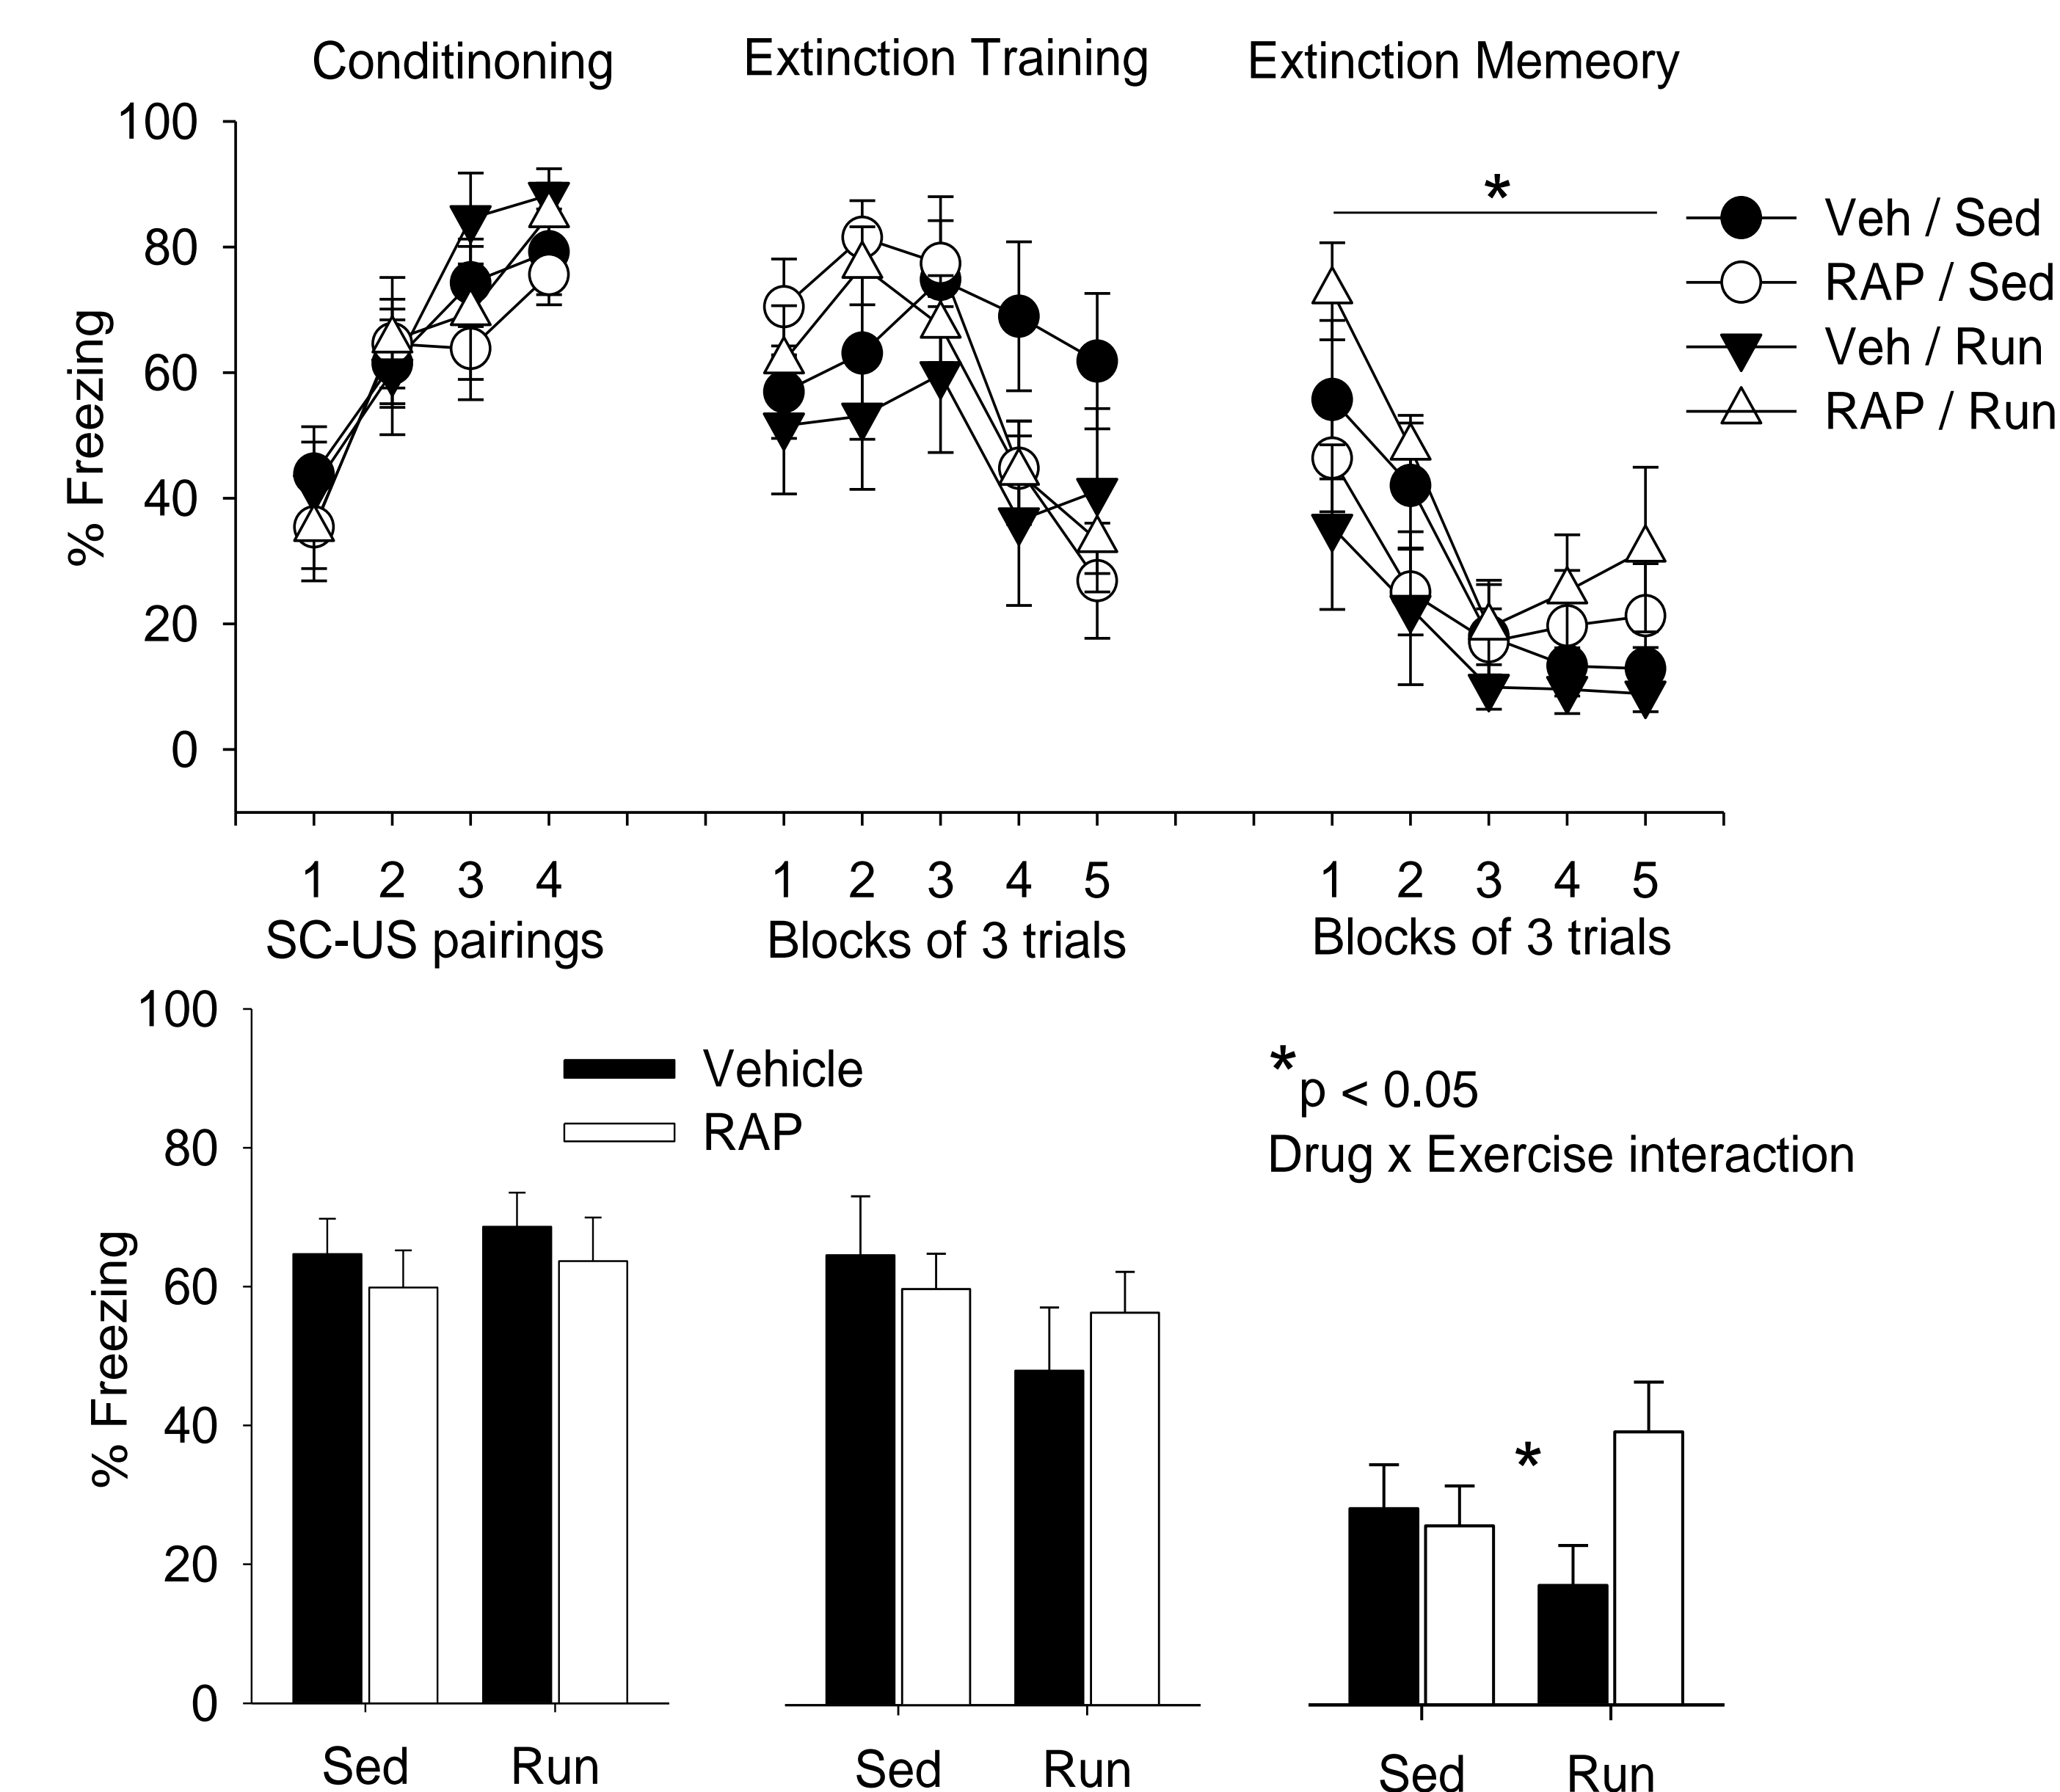 Conditinoning Extinction Training Extinction Memeory
100
80
60
40
20
0
% Freezing
*
Veh / Sed
RAP / Sed
Veh / Run
RAP / Run
1 2 3 4 1 2 3 4 5 1 2 3 4 5
SC-US pairings Blocks of 3 trials Blocks of 3 trials
100
80
60
40
20
0
% Freezing
Vehicle
RAP
*p < 0.05
Drug x Exercise interaction
*
Sed Run Sed Run Sed Run